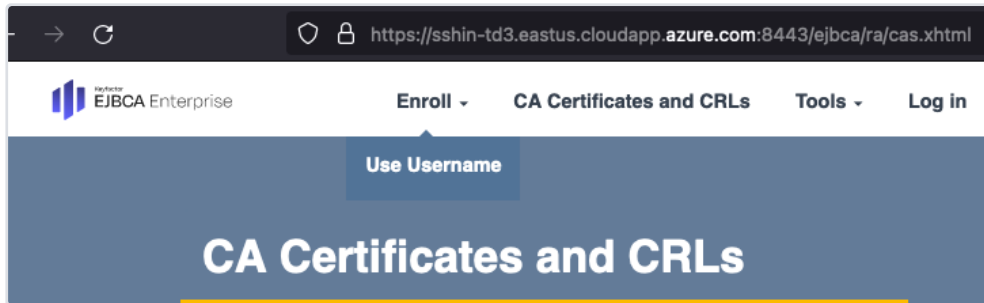 https://sshin-td3.eastus.cloudapp.azure.com:8443/ejbca/ra/cas.xhtml
Keyfactor
EJBCA Enterprise Enroll CA Certificates and CRLs Tools Log in
Use Username
CA Certificates and CRLs